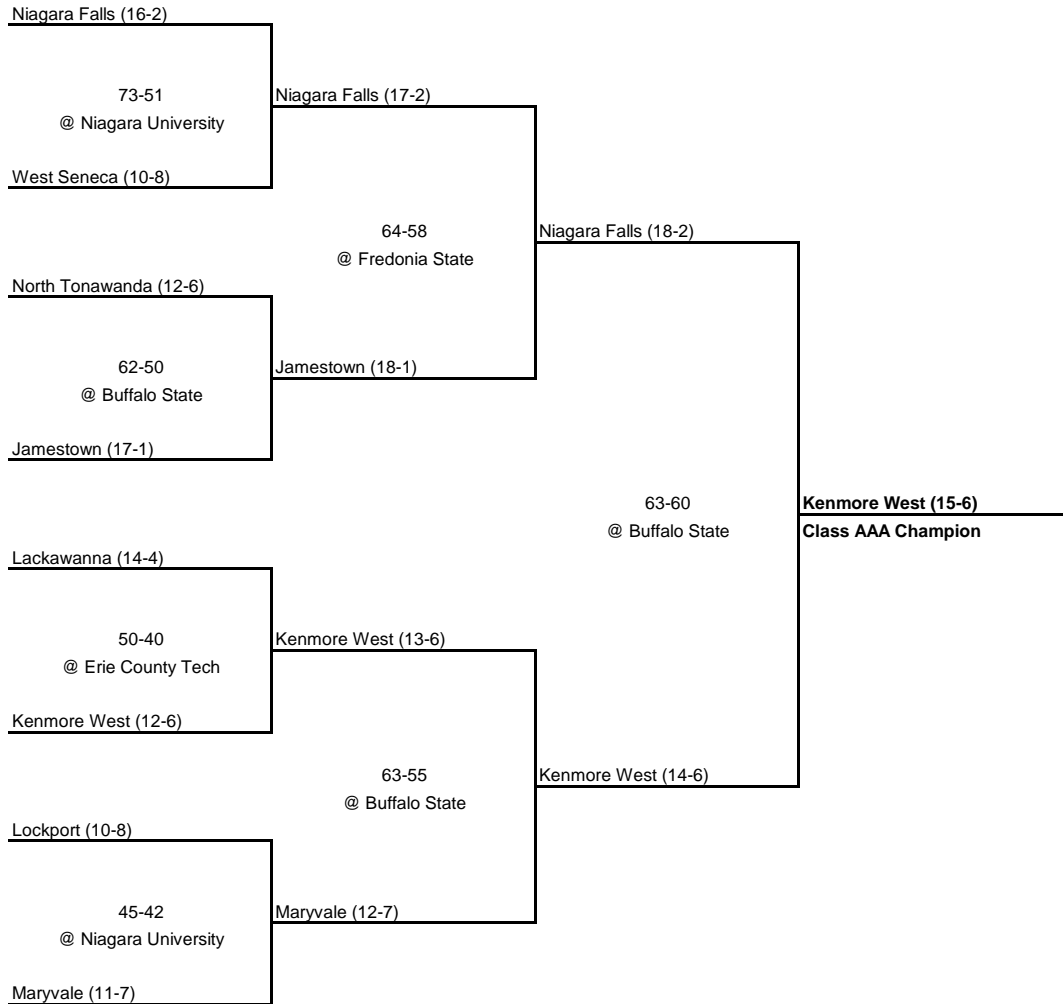 Niagara Falls (16-2)
73-51
@ Niagara University
Niagara Falls (17-2)
West Seneca (10-8)
64-58
@ Fredonia State
Niagara Falls (18-2)
North Tonawanda (12-6)
62-50
@ Buffalo State
Jamestown (18-1)
Jamestown (17-1)
63-60
@ Buffalo State
Kenmore West (15-6)
Class AAA Champion
Lackawanna (14-4)
50-40
@ Erie County Tech
Kenmore West (13-6)
Kenmore West (12-6)
63-55
@ Buffalo State
Kenmore West (14-6)
Lockport (10-8)
45-42
@ Niagara University
Maryvale (12-7)
Maryvale (11-7)